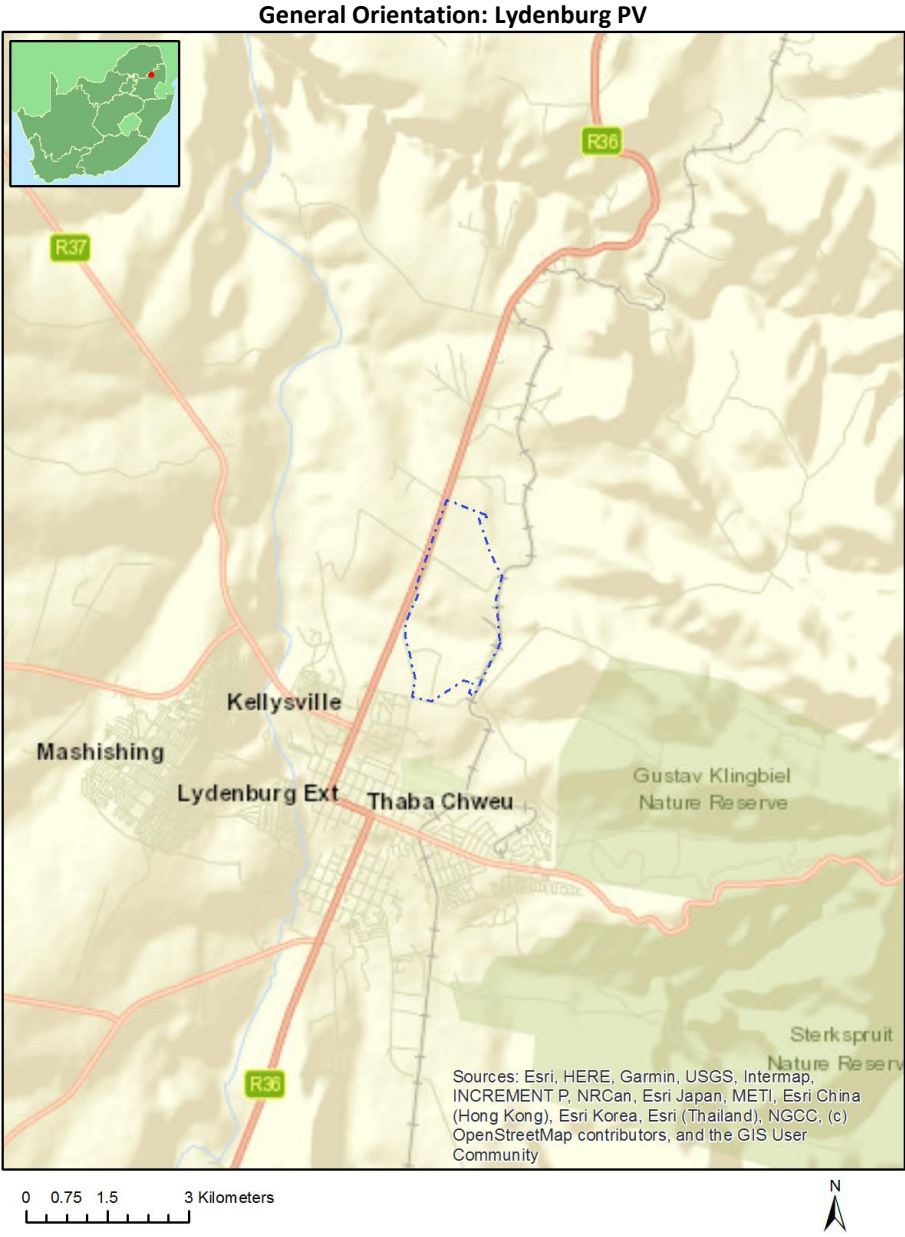 General Orientation: Lydenburg PV
R36
R37
Kellysville
Mashishing
Gustav Klingbiel
Nature Reserve
Lydenburg Ext
Thaba Chweu
Sterkspruit
Nature Reserv
R36
Sources: Esri, HERE, Garmin, USGS, Intermap,
INCREMENT P, NRCan, Esri Japan, METI, Esri China
(Hong Kong), Esri Korea, Esri (Thailand), NGCC, (c)
OpenStreetMap contributors, and the GIS User
Community
0 0.75 1.5 3 Kilometers
N